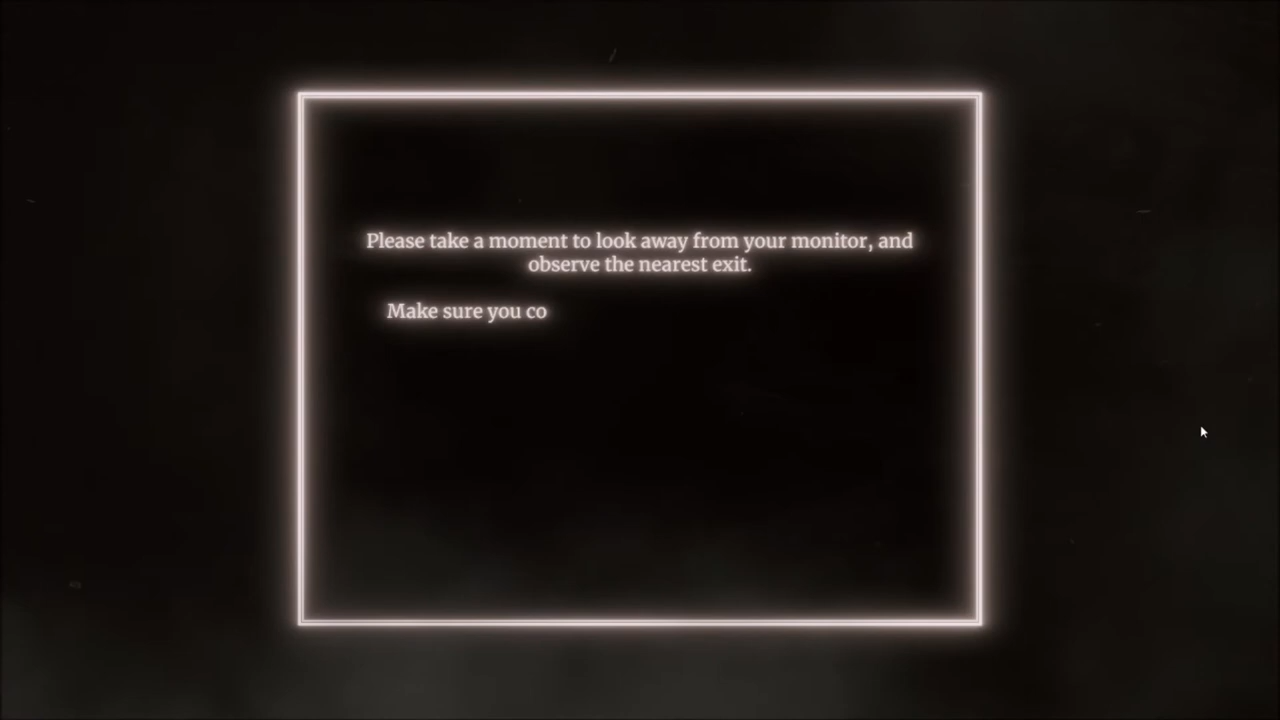 Please take a moment to look away from your monitor, and
observe the nearest exit.
Make sure you co